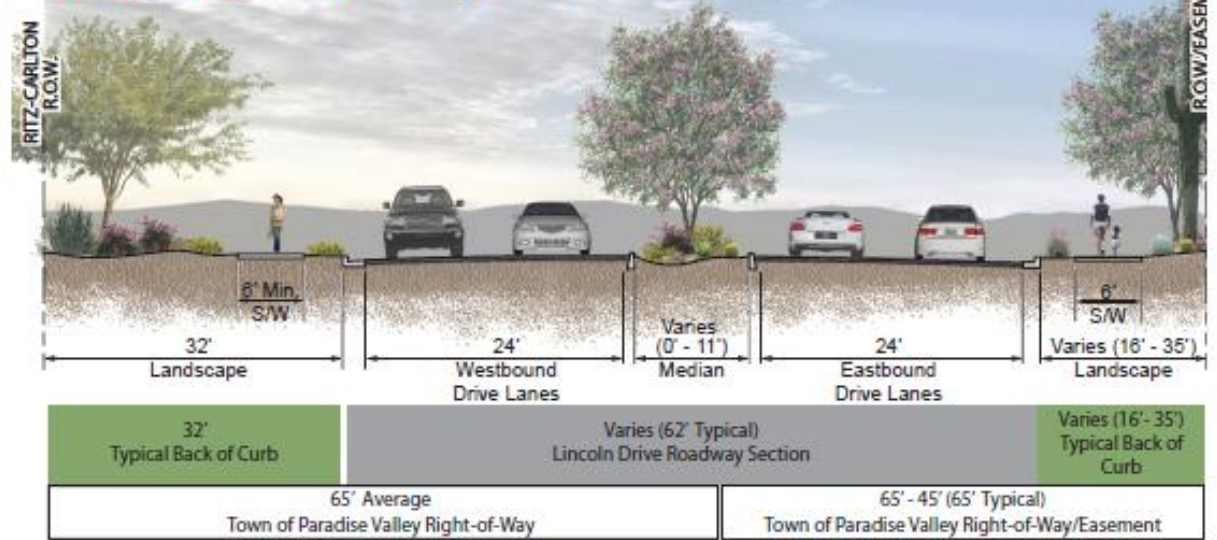 RITZ-CARLTON
R.O.W.
R.O.W./EASEM
6' Min.
S/W
6'
S/W
32'
Landscape
24'
Westbound
Drive Lanes
Varies
(0' - 11')
Median
24'
Eastbound
Drive Lanes
Varies (16' - 35')
Landscape
32'
Typical Back of Curb
Varies (62' Typical)
Lincoln Drive Roadway Section
Varies (16'- 35')
Typical Back of
Curb
65' Average
Town of Paradise Valley Right-of-Way
65' - 45' (65' Typical)
Town of Paradise Valley Right-of-Way/Easement